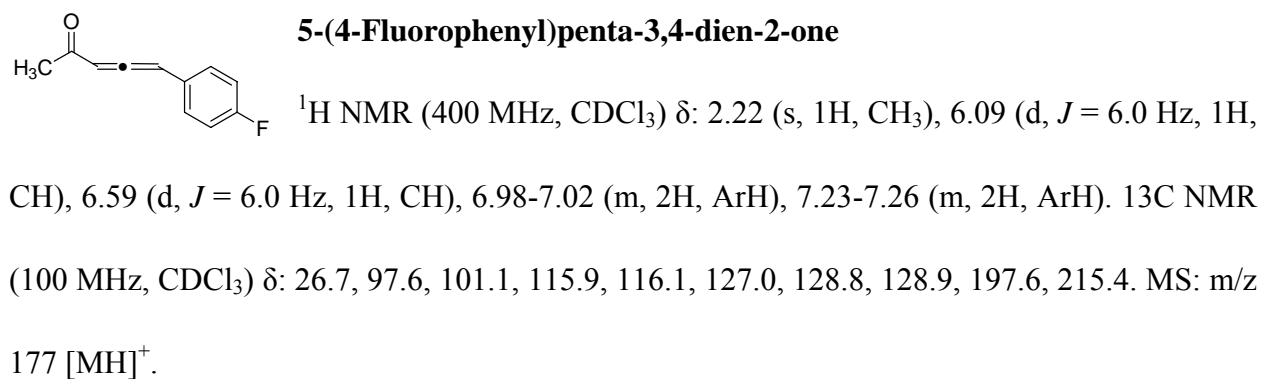 O
H₃C
F
5-(4-Fluorophenyl)penta-3,4-dien-2-one
¹H NMR (400 MHz, CDCl₃) δ: 2.22 (s, 1H, CH₃), 6.09 (d, J = 6.0 Hz, 1H,
CH), 6.59 (d, J = 6.0 Hz, 1H, CH), 6.98-7.02 (m, 2H, ArH), 7.23-7.26 (m, 2H, ArH). 13C NMR
(100 MHz, CDCl₃) δ: 26.7, 97.6, 101.1, 115.9, 116.1, 127.0, 128.8, 128.9, 197.6, 215.4. MS: m/z
177 [MH]⁺.